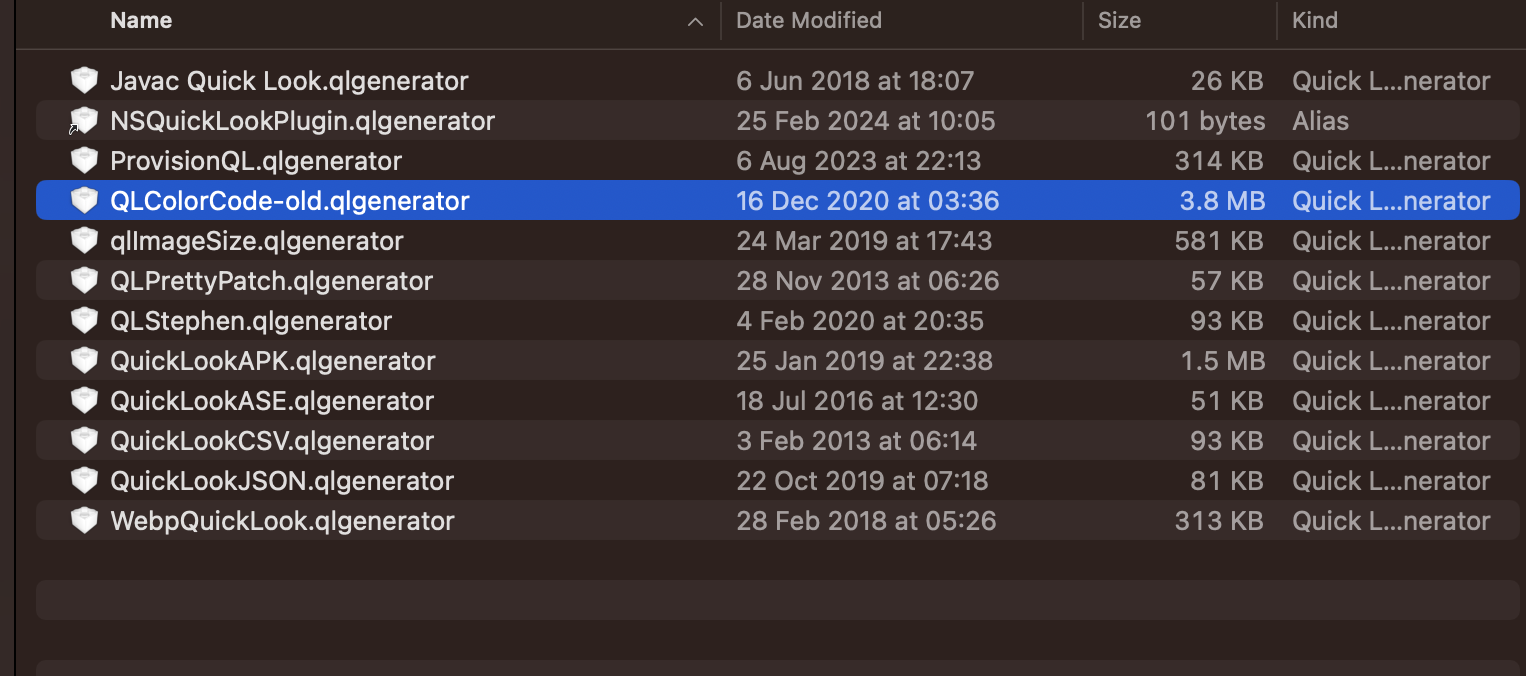 Name Date Modified Size Kind
Javac Quick Look.qlgenerator 6 Jun 2018 at 18:07 26 KB Quick L...nerator
NSQuickLookPlugin.qlgenerator 25 Feb 2024 at 10:05 101 bytes Alias
ProvisionQL.qlgenerator 6 Aug 2023 at 22:13 314 KB Quick L...nerator
QLColorCode-old.qlgenerator 16 Dec 2020 at 03:36 3.8 MB Quick L...nerator
qlImageSize.qlgenerator 24 Mar 2019 at 17:43 581 KB Quick L...nerator
QLPrettyPatch.qlgenerator 28 Nov 2013 at 06:26 57 KB Quick L...nerator
QLStephen.qlgenerator 4 Feb 2020 at 20:35 93 KB Quick L...nerator
QuickLookAPK.qlgenerator 25 Jan 2019 at 22:38 1.5 MB Quick L...nerator
QuickLookASE.qlgenerator 18 Jul 2016 at 12:30 51 KB Quick L...nerator
QuickLookCSV.qlgenerator 3 Feb 2013 at 06:14 93 KB Quick L...nerator
QuickLookJSON.qlgenerator 22 Oct 2019 at 07:18 81 KB Quick L...nerator
WebpQuickLook.qlgenerator 28 Feb 2018 at 05:26 313 KB Quick L...nerator